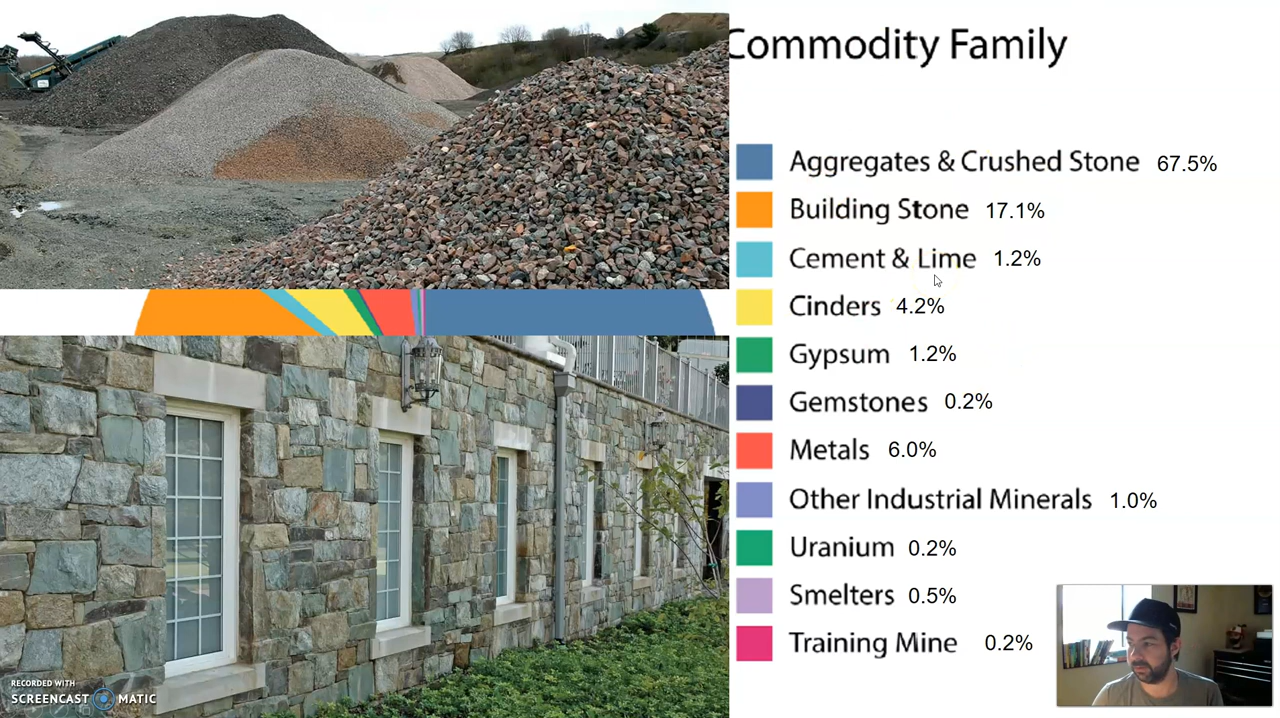 Commodity Family
Aggregates & Crushed Stone 67.5%
Building Stone 17.1%
Cement & Lime 1.2%
Cinders 4.2%
Gypsum 1.2%
Gemstones 0.2%
Metals 6.0%
Other Industrial Minerals 1.0%
Uranium 0.2%
Smelters 0.5%
Training Mine 0.2%
RECORDED WITH
SCREENCAST MATIC